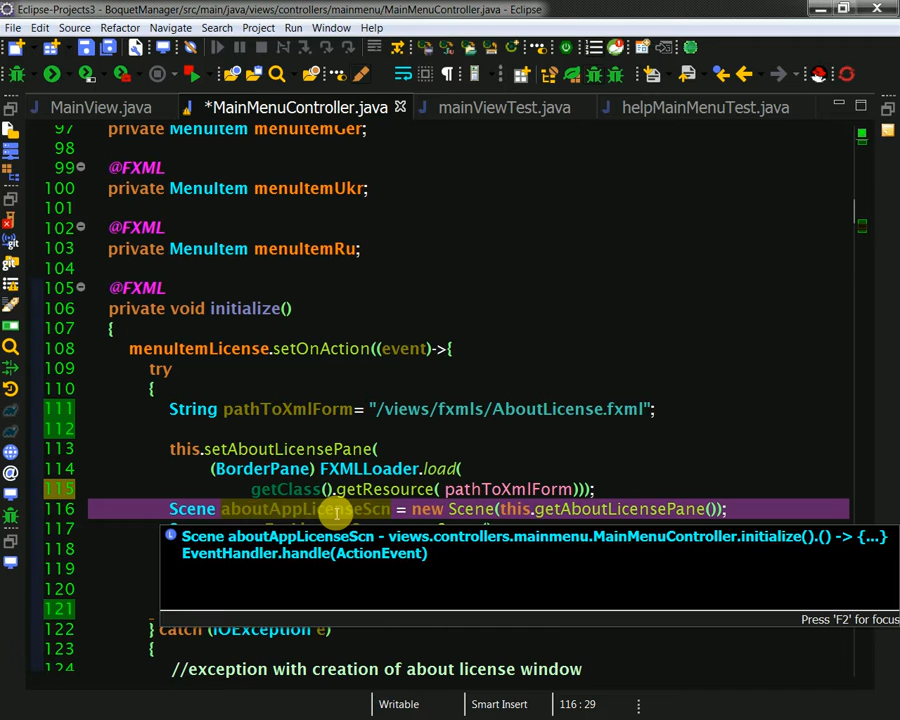 Eclipse-Projects3 - BoquetManager/src/main/java/views/controllers/mainmenu/MainMenuController.java - Eclipse
File Edit Source Refactor Navigate Search Project Run Window Help
MainView.java *MainMenuController.java mainViewTest.java helpMainMenuTest.java
97 private MenuItem menuItemGer;
98
99 @FXML
100 private MenuItem menuItemUkr;
101
102 @FXML
103 private MenuItem menuItemRu;
104
105 @FXML
106 private void initialize()
107 {
108 menuItemLicense.setOnAction((event)->{
109 try
110 {
111 String pathToXmlForm= "/views/fxmls/AboutLicense.fxml";
112
113 this.setAboutLicensePane(
114 (BorderPane) FXMLLoader.load(
115 getClass().getResource( pathToXmlForm)));
116 Scene aboutAppLicenseScn = new Scene(this.getAboutLicensePane());
117
118
Scene aboutAppLicenseScn - views.controllers.mainmenu.MainMenuController.initialize().() -> {...}
EventHandler.handle(ActionEvent)
119
120
121
Press 'F2' for focus
122 } catch (IOException e)
123 {
124 //exception with creation of about license window
Writable Smart Insert 116 : 29